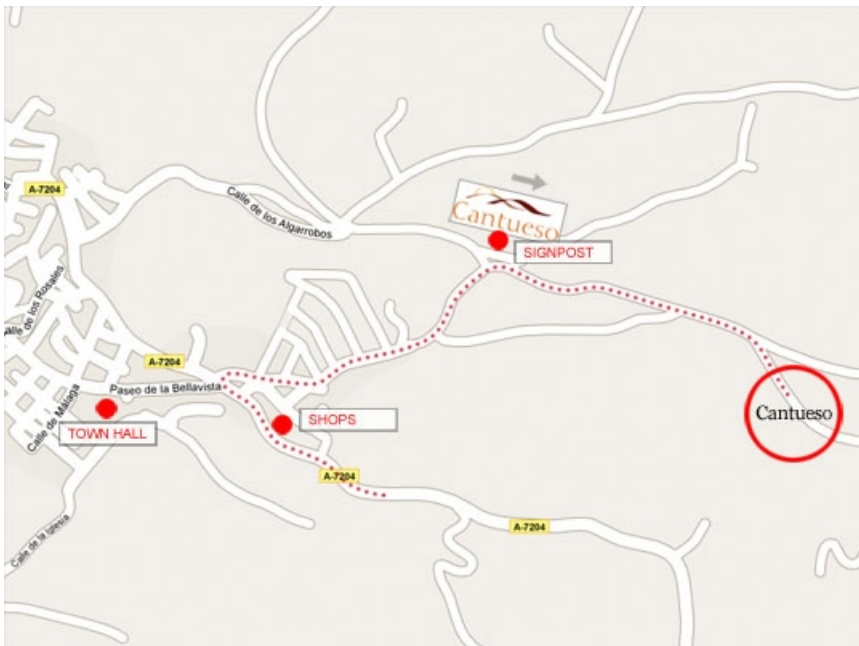 A-7204
Calle de los Algarrobos
Cantueso
SIGNPOST
Calle de los Rosales
A-7204
Paseo de la Bellavista
Calle de Málaga
TOWN HALL
SHOPS
Cantueso
A-7204
A-7204
Calle de la Iglesia